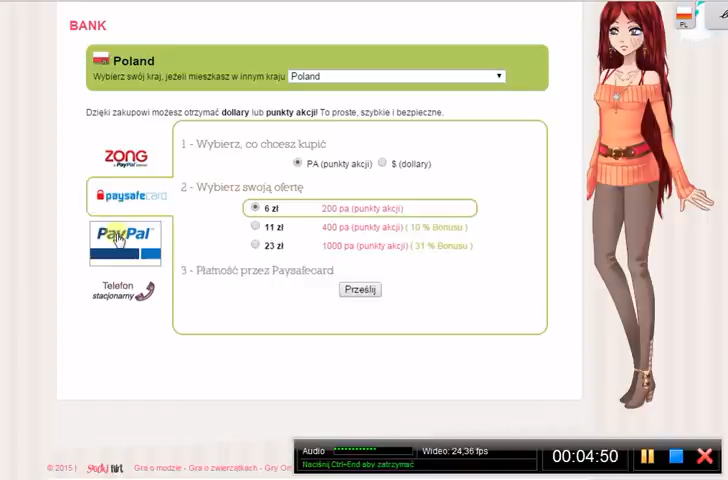 BANK
PL
Poland
Wybierz swój kraj, jeżeli mieszkasz w innym kraju Poland
Dzięki zakupowi możesz otrzymać dollary lub punkty akcji! To proste, szybkie i bezpieczne.
ZONG
by PayPal
paysafecard
PayPal
Telefon
stacjonarny
1 - Wybierz, co chcesz kupić
PA (punkty akcji) $ (dollary)
2 - Wybierz swoją ofertę
6 zł 200 pa (punkty akcji)
11 zł 400 pa (punkty akcji) ( 10 % Bonusu )
23 zł 1000 pa (punkty akcji) ( 31 % Bonusu )
3 - Płatność przez Paysafecard
Prześlij
© 2015 | Gra o modzie - Gra o zwierzątkach - Gry On
Audio Wideo: 24,36 fps
Naciśnij Ctrl-End aby zatrzymać
00:04:50